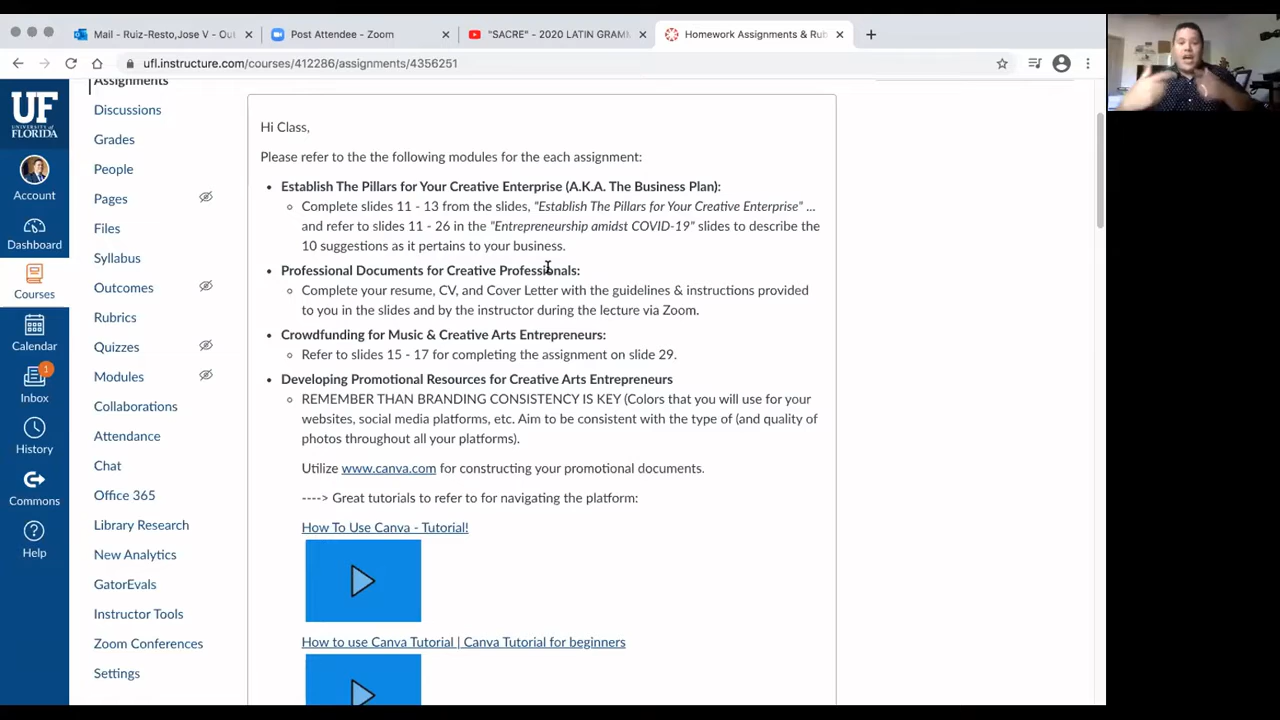 Mail - Ruiz-Resto,Jose V - Ou
Post Attendee - Zoom
"SACRE" - 2020 LATIN GRAMM
Homework Assignments & Rub
ufl.instructure.com/courses/412286/assignments/4356251
UF
UNIVERSITY of
FLORIDA
Account
Dashboard
Courses
Calendar
1
Inbox
History
Commons
Help
Assignments
Discussions
Grades
People
Pages
Files
Syllabus
Outcomes
Rubrics
Quizzes
Modules
Collaborations
Attendance
Chat
Office 365
Library Research
New Analytics
GatorEvals
Instructor Tools
Zoom Conferences
Settings
Hi Class,
Please refer to the the following modules for the each assignment:
Establish The Pillars for Your Creative Enterprise (A.K.A. The Business Plan):
Complete slides 11 - 13 from the slides, "Establish The Pillars for Your Creative Enterprise" ...
and refer to slides 11 - 26 in the "Entrepreneurship amidst COVID-19" slides to describe the
10 suggestions as it pertains to your business.
Professional Documents for Creative Professionals:
Complete your resume, CV, and Cover Letter with the guidelines & instructions provided
to you in the slides and by the instructor during the lecture via Zoom.
Crowdfunding for Music & Creative Arts Entrepreneurs:
Refer to slides 15 - 17 for completing the assignment on slide 29.
Developing Promotional Resources for Creative Arts Entrepreneurs
REMEMBER THAN BRANDING CONSISTENCY IS KEY (Colors that you will use for your
websites, social media platforms, etc. Aim to be consistent with the type of (and quality of
photos throughout all your platforms).
Utilize www.canva.com for constructing your promotional documents.
----> Great tutorials to refer to for navigating the platform:
How To Use Canva - Tutorial!
How to use Canva Tutorial | Canva Tutorial for beginners